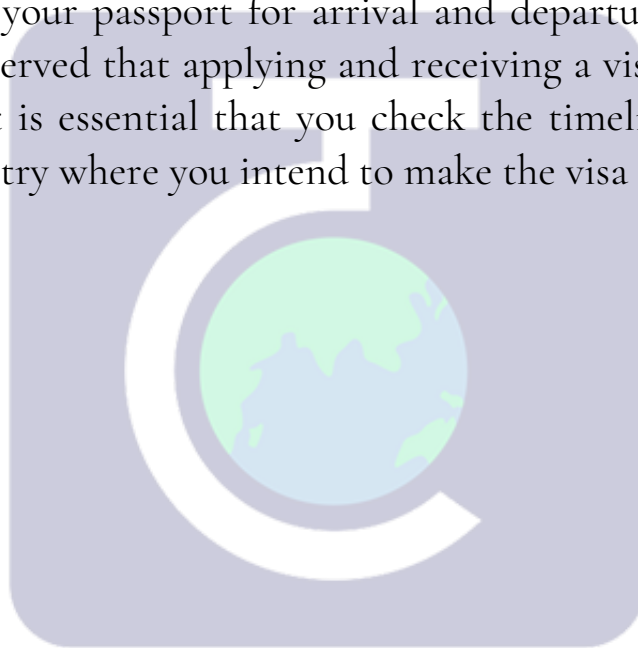 your passport for arrival and departu
erved that applying and receiving a vis
is essential that you check the timel
try where you intend to make the visa